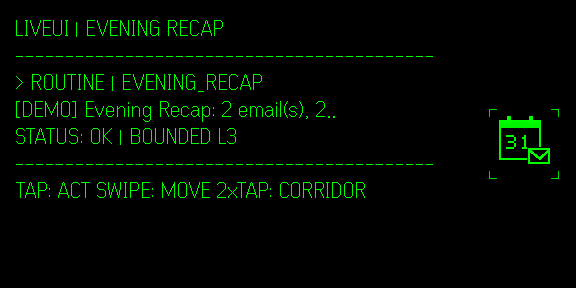 LIVEUI | EVENING RECAP
------------------------------------------
> ROUTINE | EVENING_RECAP
[DEMO] Evening Recap: 2 email(s), 2..
STATUS: OK | BOUNDED L3
------------------------------------------
TAP: ACT SWIPE: MOVE 2xTAP: CORRIDOR
31